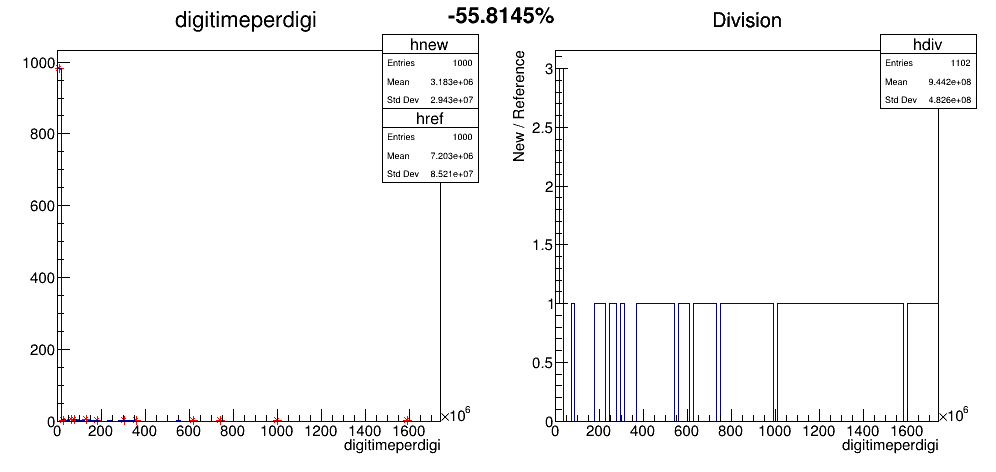 digitimeperdigi
-55.8145%
Division
hnew
Entries 1000
Mean 3.183e+06
Std Dev 2.943e+07
href
Entries 1000
Mean 7.203e+06
Std Dev 8.521e+07
1000
800
600
400
200
0
0 200 400 600 800 1000 1200 1400 1600
×10⁶
digitimeperdigi
hdiv
Entries 1102
Mean 9.442e+08
Std Dev 4.826e+08
New / Reference
3
2.5
2
1.5
1
0.5
0
0 200 400 600 800 1000 1200 1400 1600
×10⁶
digitimeperdigi